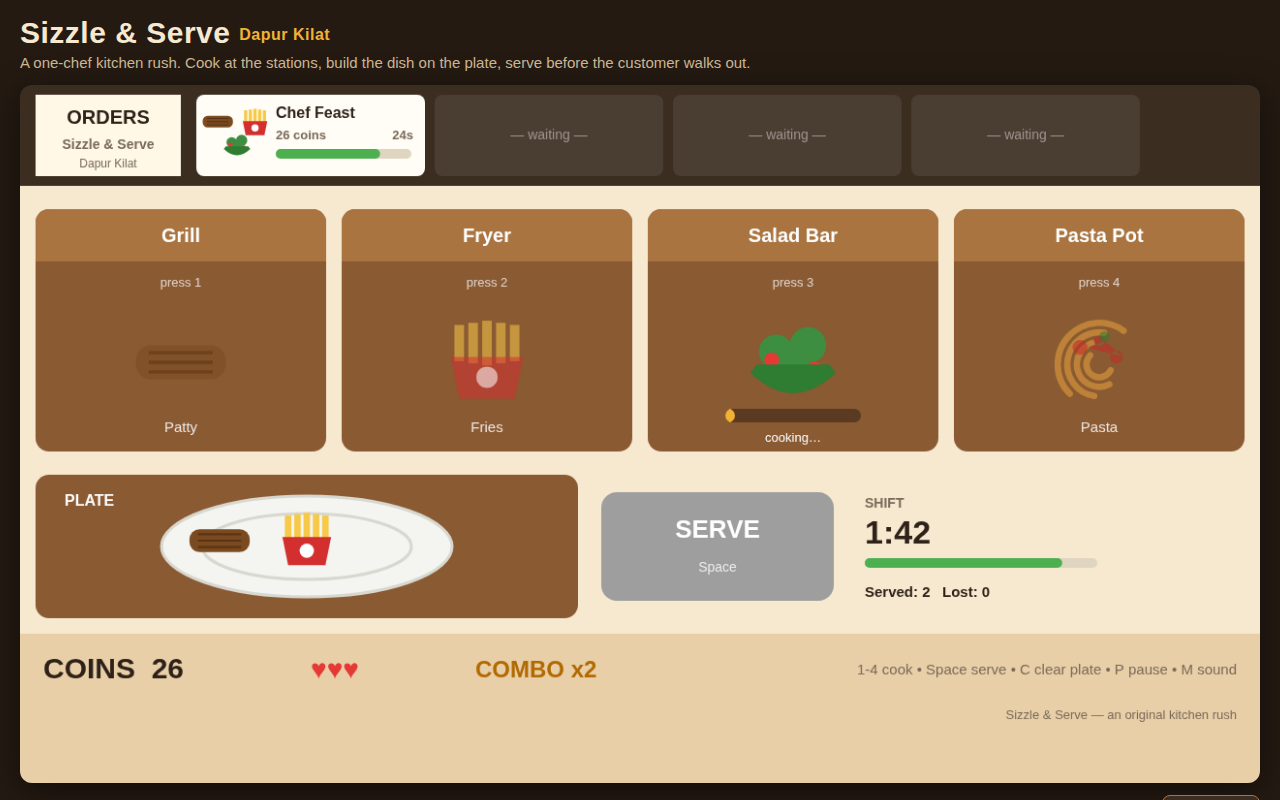 Sizzle & Serve Dapur Kilat
A one-chef kitchen rush. Cook at the stations, build the dish on the plate, serve before the customer walks out.
ORDERS
Sizzle & Serve
Dapur Kilat
Chef Feast
26 coins 24s
— waiting —
— waiting —
— waiting —
Grill
press 1
Patty
Fryer
press 2
Fries
Salad Bar
press 3
cooking…
Pasta Pot
press 4
Pasta
PLATE
SERVE
Space
SHIFT
1:42
Served: 2 Lost: 0
COINS 26
♥♥♥
COMBO x2
1-4 cook • Space serve • C clear plate • P pause • M sound
Sizzle & Serve — an original kitchen rush